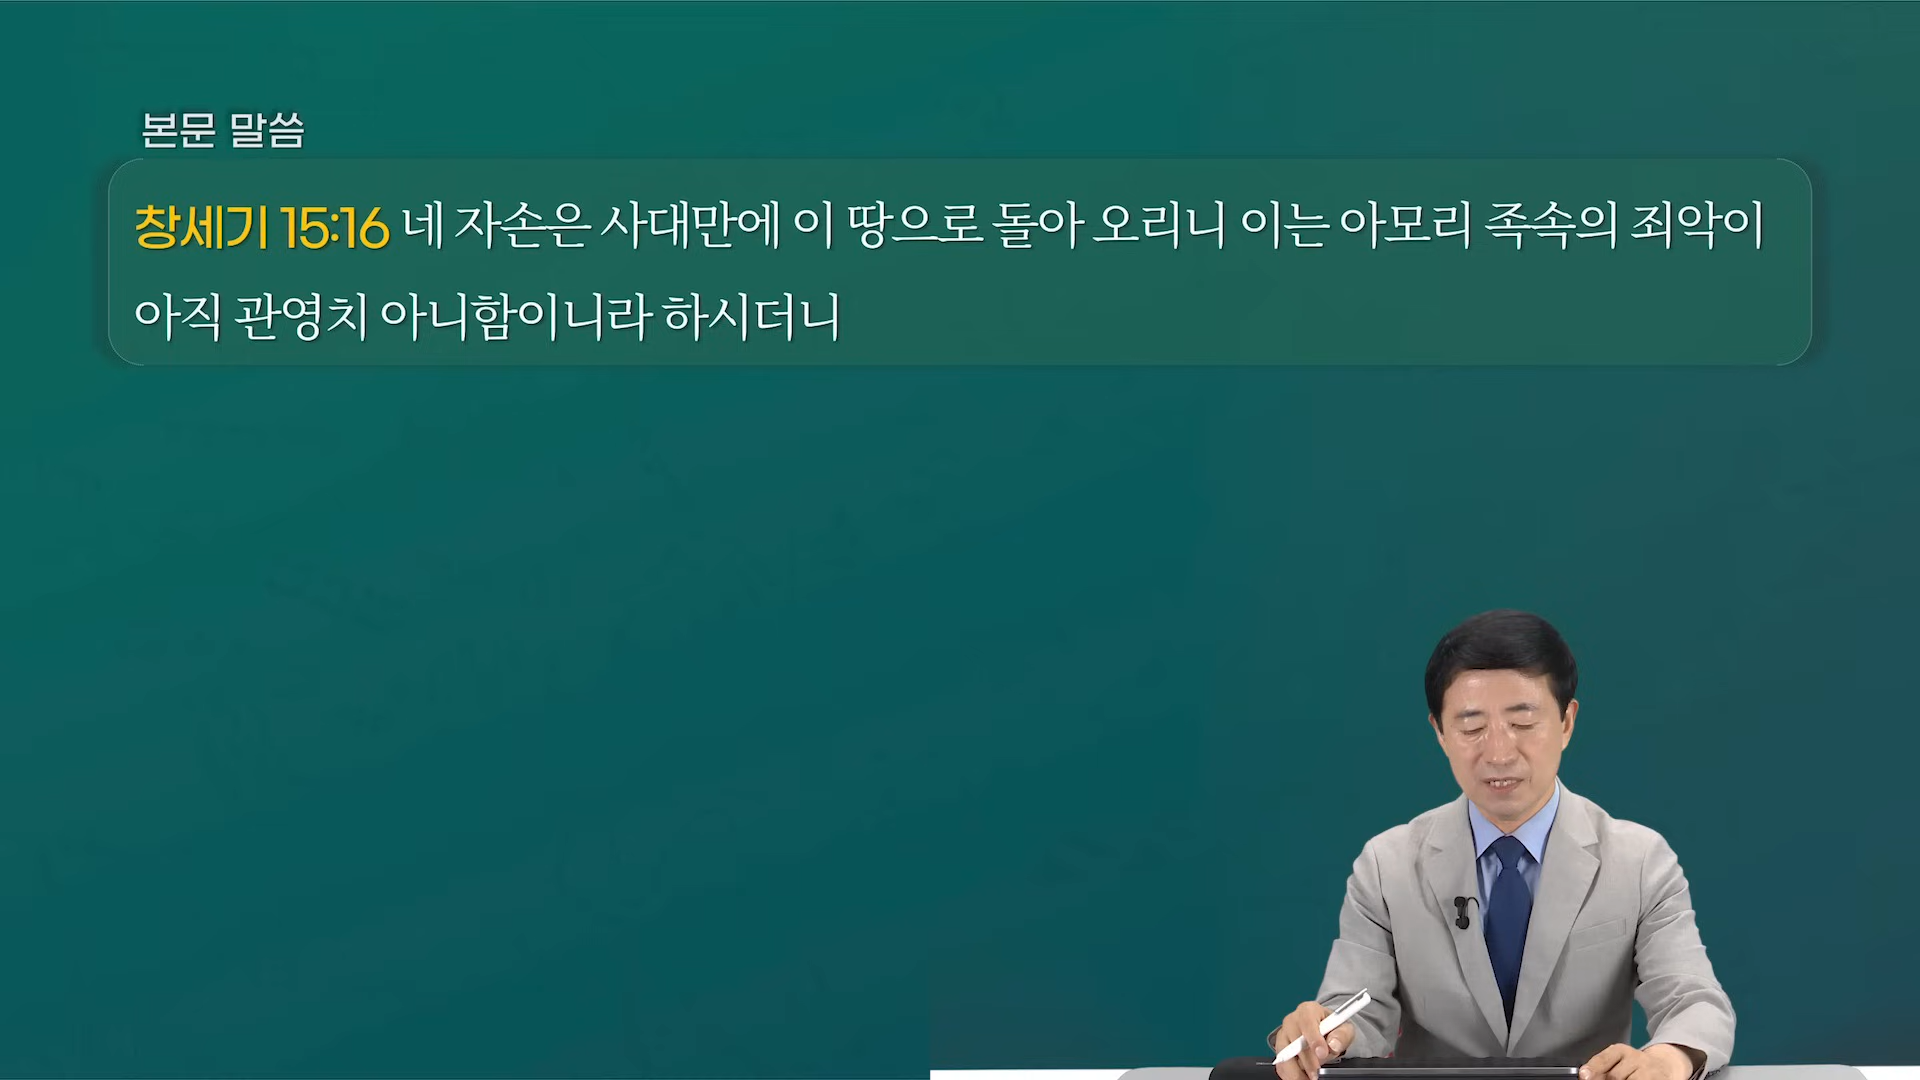 본문 말씀
창세기 15:16 네 자손은 사대만에 이 땅으로 돌아 오리니 이는 아모리 족속의 죄악이
아직 관영치 아니함이니라 하시더니